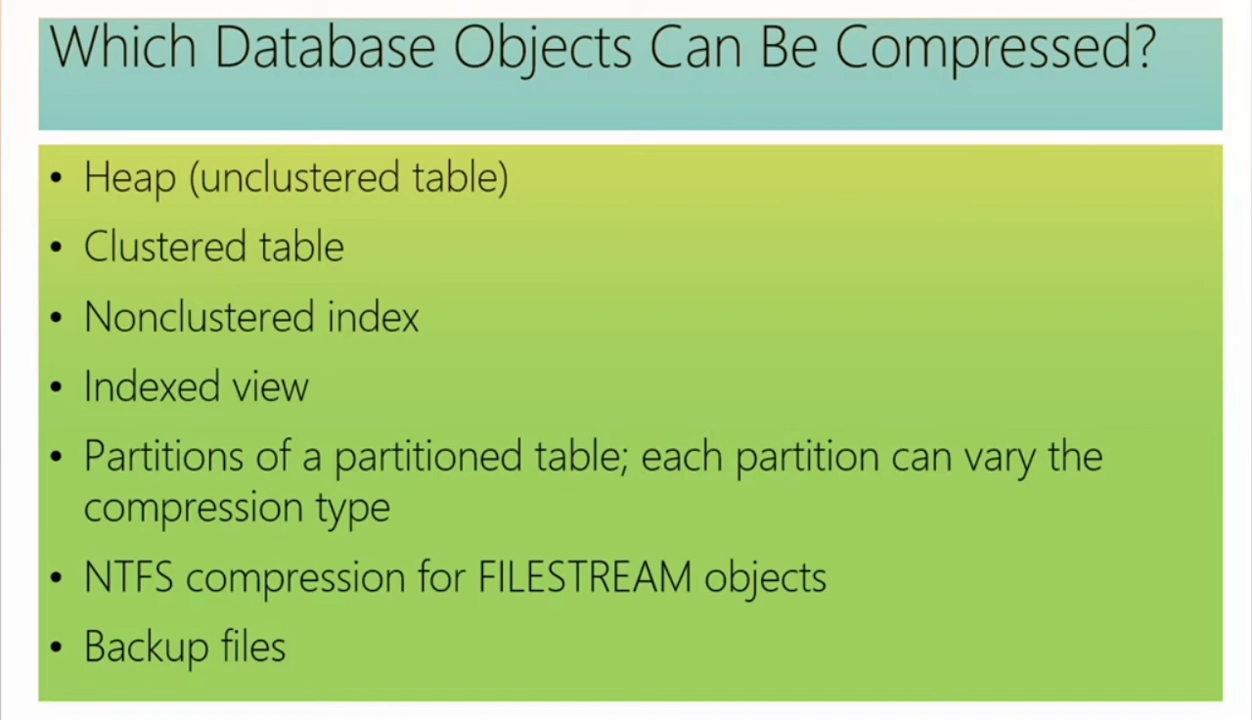 Which Database Objects Can Be Compressed?
• Heap (unclustered table)
• Clustered table
• Nonclustered index
• Indexed view
• Partitions of a partitioned table; each partition can vary the
compression type
• NTFS compression for FILESTREAM objects
• Backup files